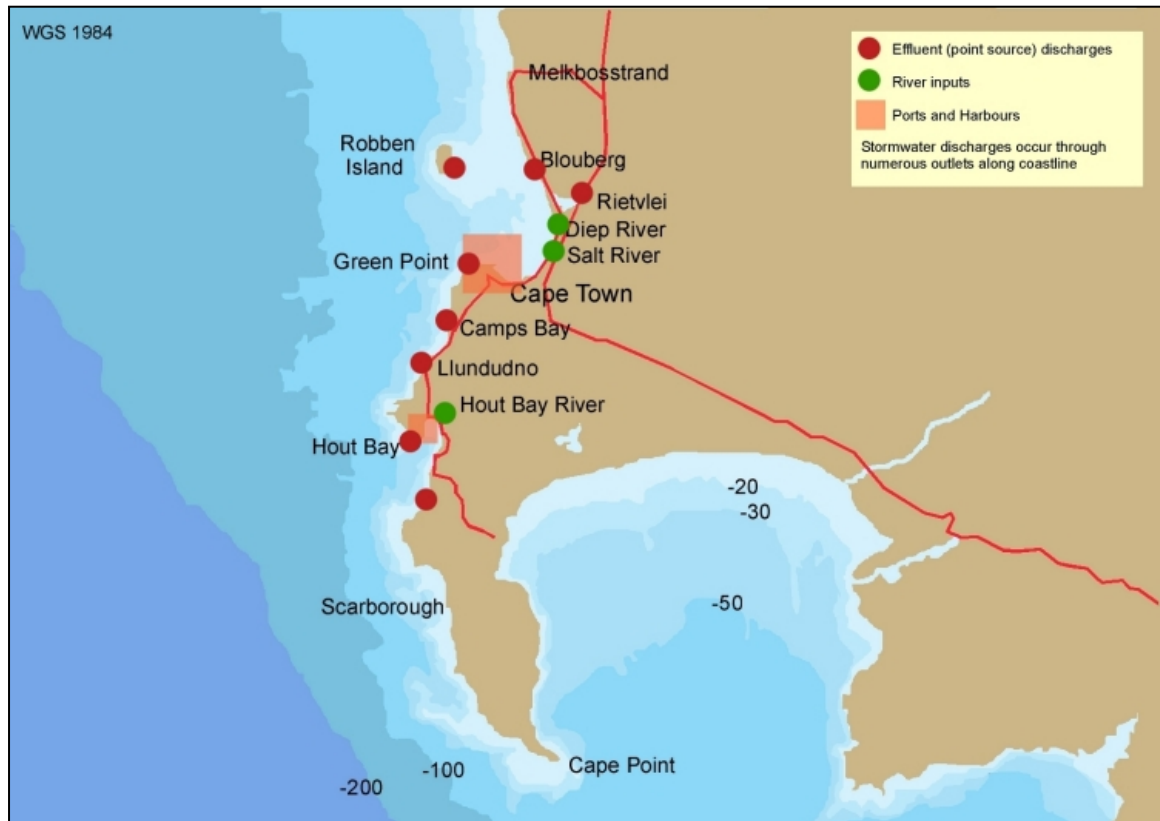 WGS 1984
Effluent (point source) discharges
River inputs
Ports and Harbours
Stormwater discharges occur through
numerous outlets along coastline
Melkbosstrand
Robben
Island
Blouberg
Rietvlei
Diep River
Salt River
Green Point
Cape Town
Camps Bay
Llundudno
Hout Bay River
Hout Bay
-20
-30
-50
Scarborough
Cape Point
-100
-200